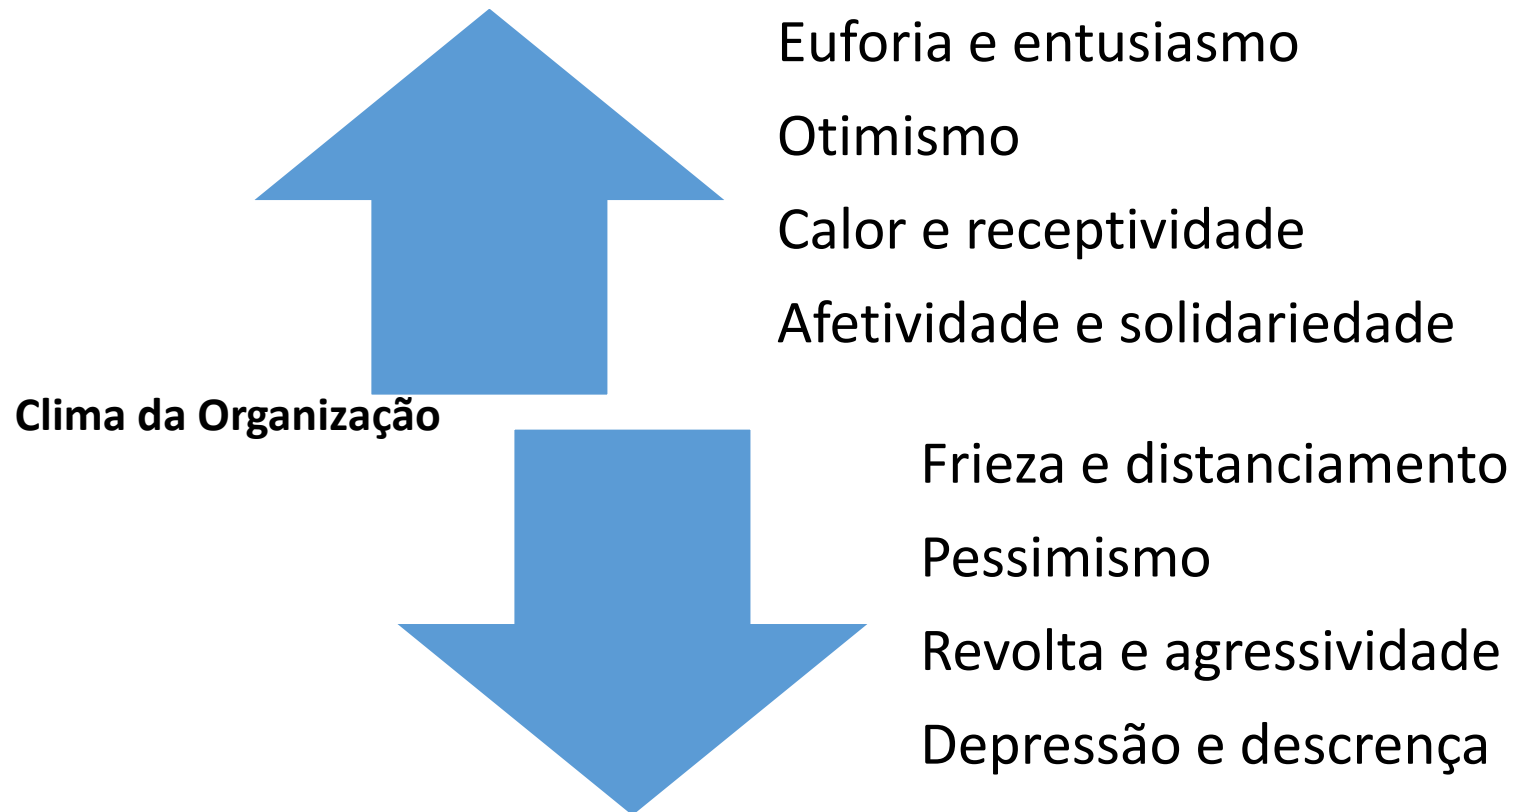 Euforia e entusiasmo
Otimismo
Calor e receptividade
Afetividade e solidariedade
Clima da Organização
Frieza e distanciamento
Pessimismo
Revolta e agressividade
Depressão e descrença